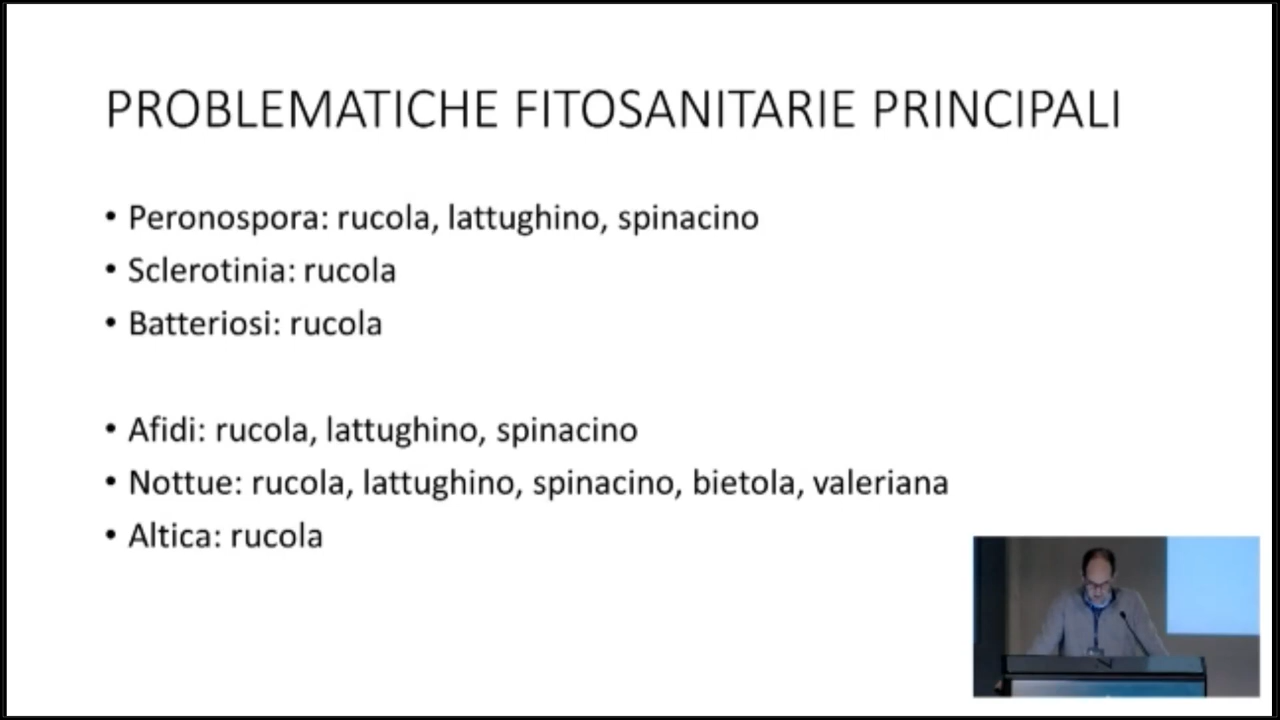 PROBLEMATICHE FITOSANITARIE PRINCIPALI
• Peronospora: rucola, lattughino, spinacino
• Sclerotinia: rucola
• Batteriosi: rucola
• Afidi: rucola, lattughino, spinacino
• Nottue: rucola, lattughino, spinacino, bietola, valeriana
• Altica: rucola